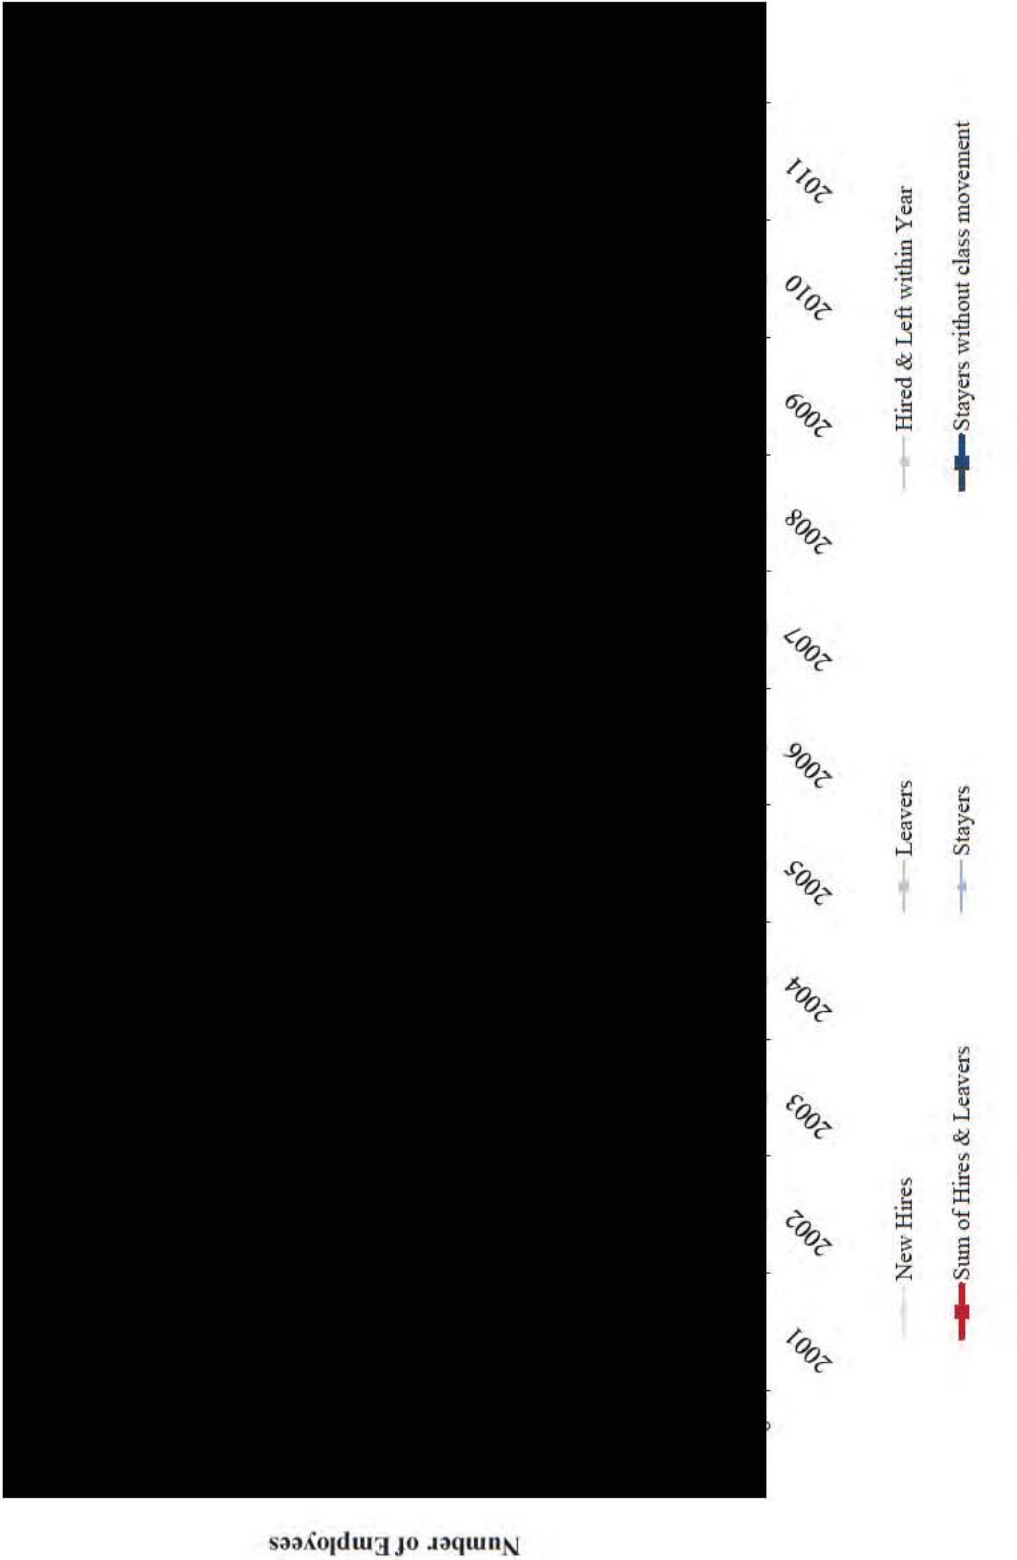 Number of Employees
2001
2002
2003
2004
2005
2006
2007
2008
2009
2010
2011
New Hires
Leavers
Hired & Left within Year
Sum of Hires & Leavers
Stayers
Stayers without class movement